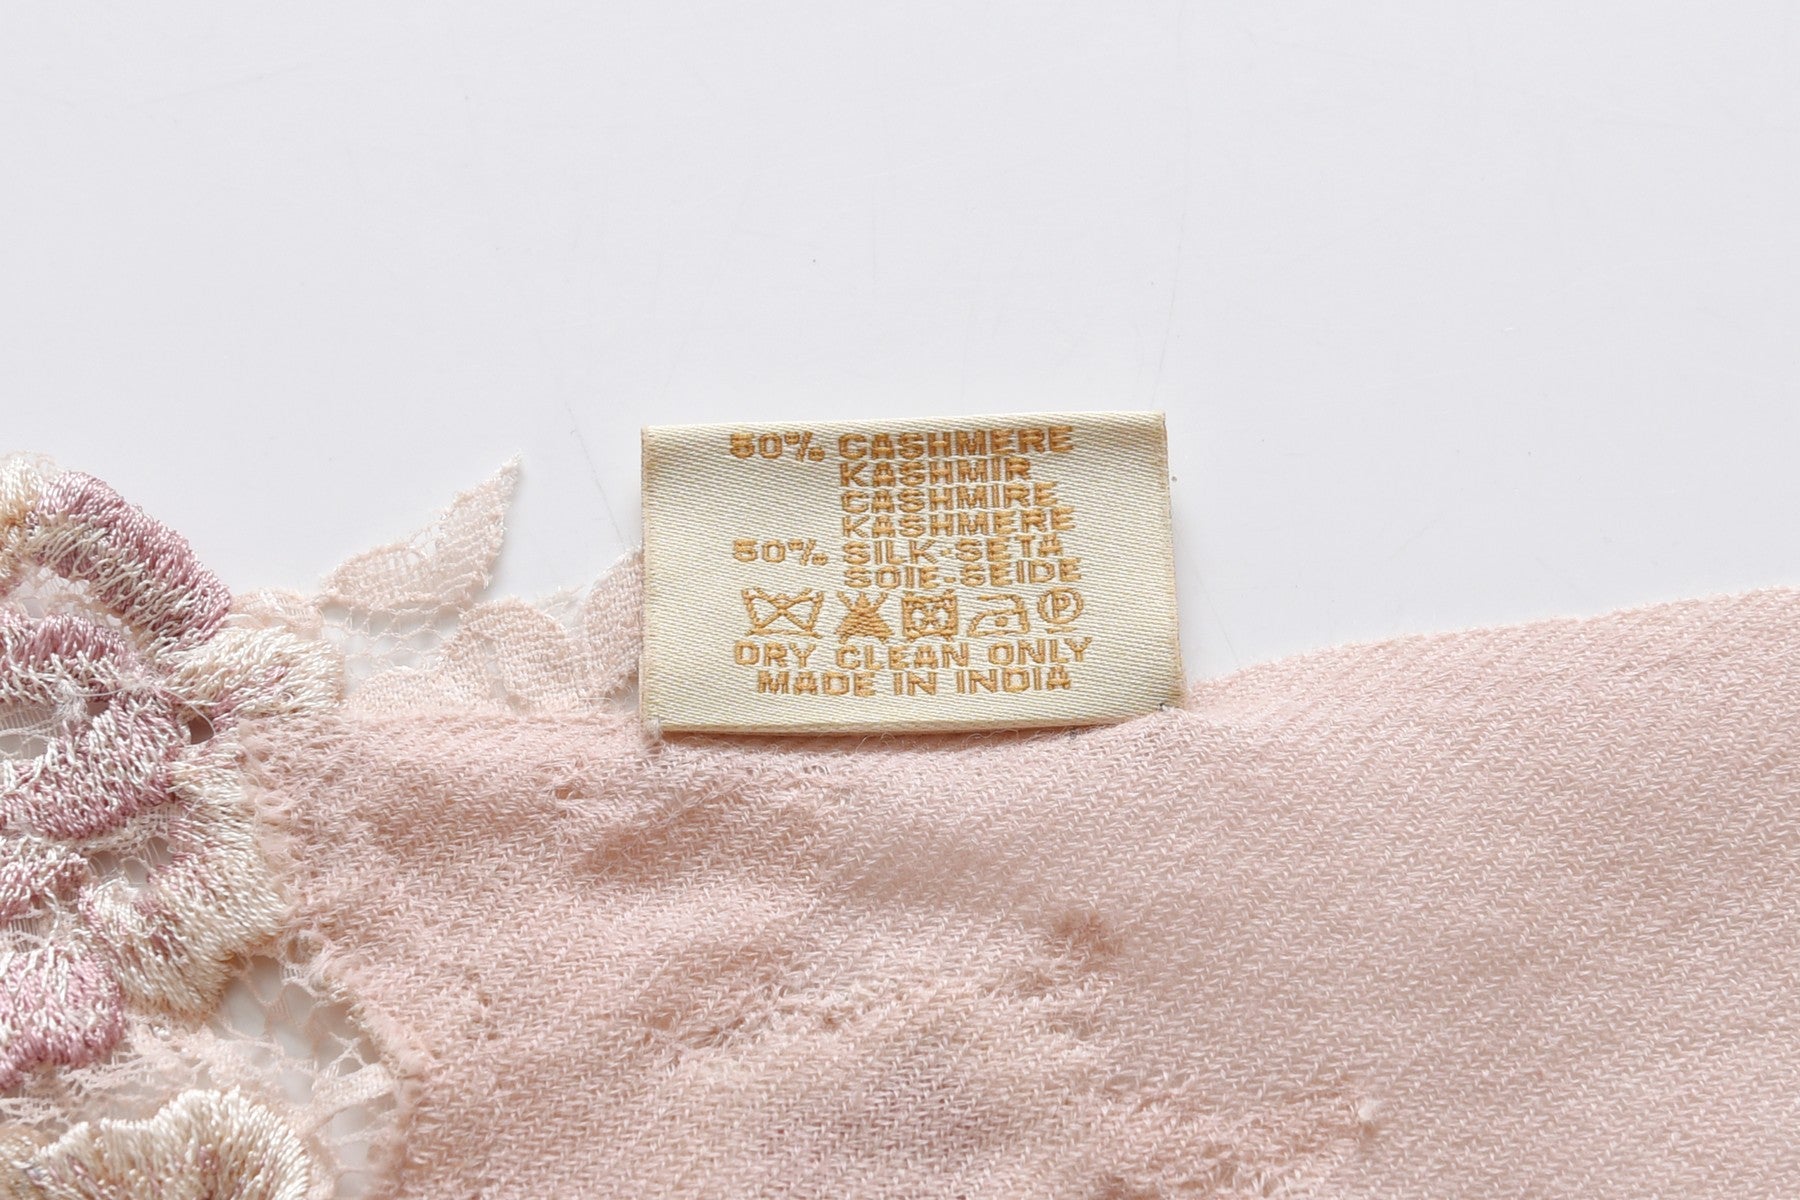 50% CASHMERE
KASHMIR
CASHMIRE
KASHMERE
50% SILK-SETA
SOIE-SEIDE
P
DRY CLEAN ONLY
MADE IN INDIA